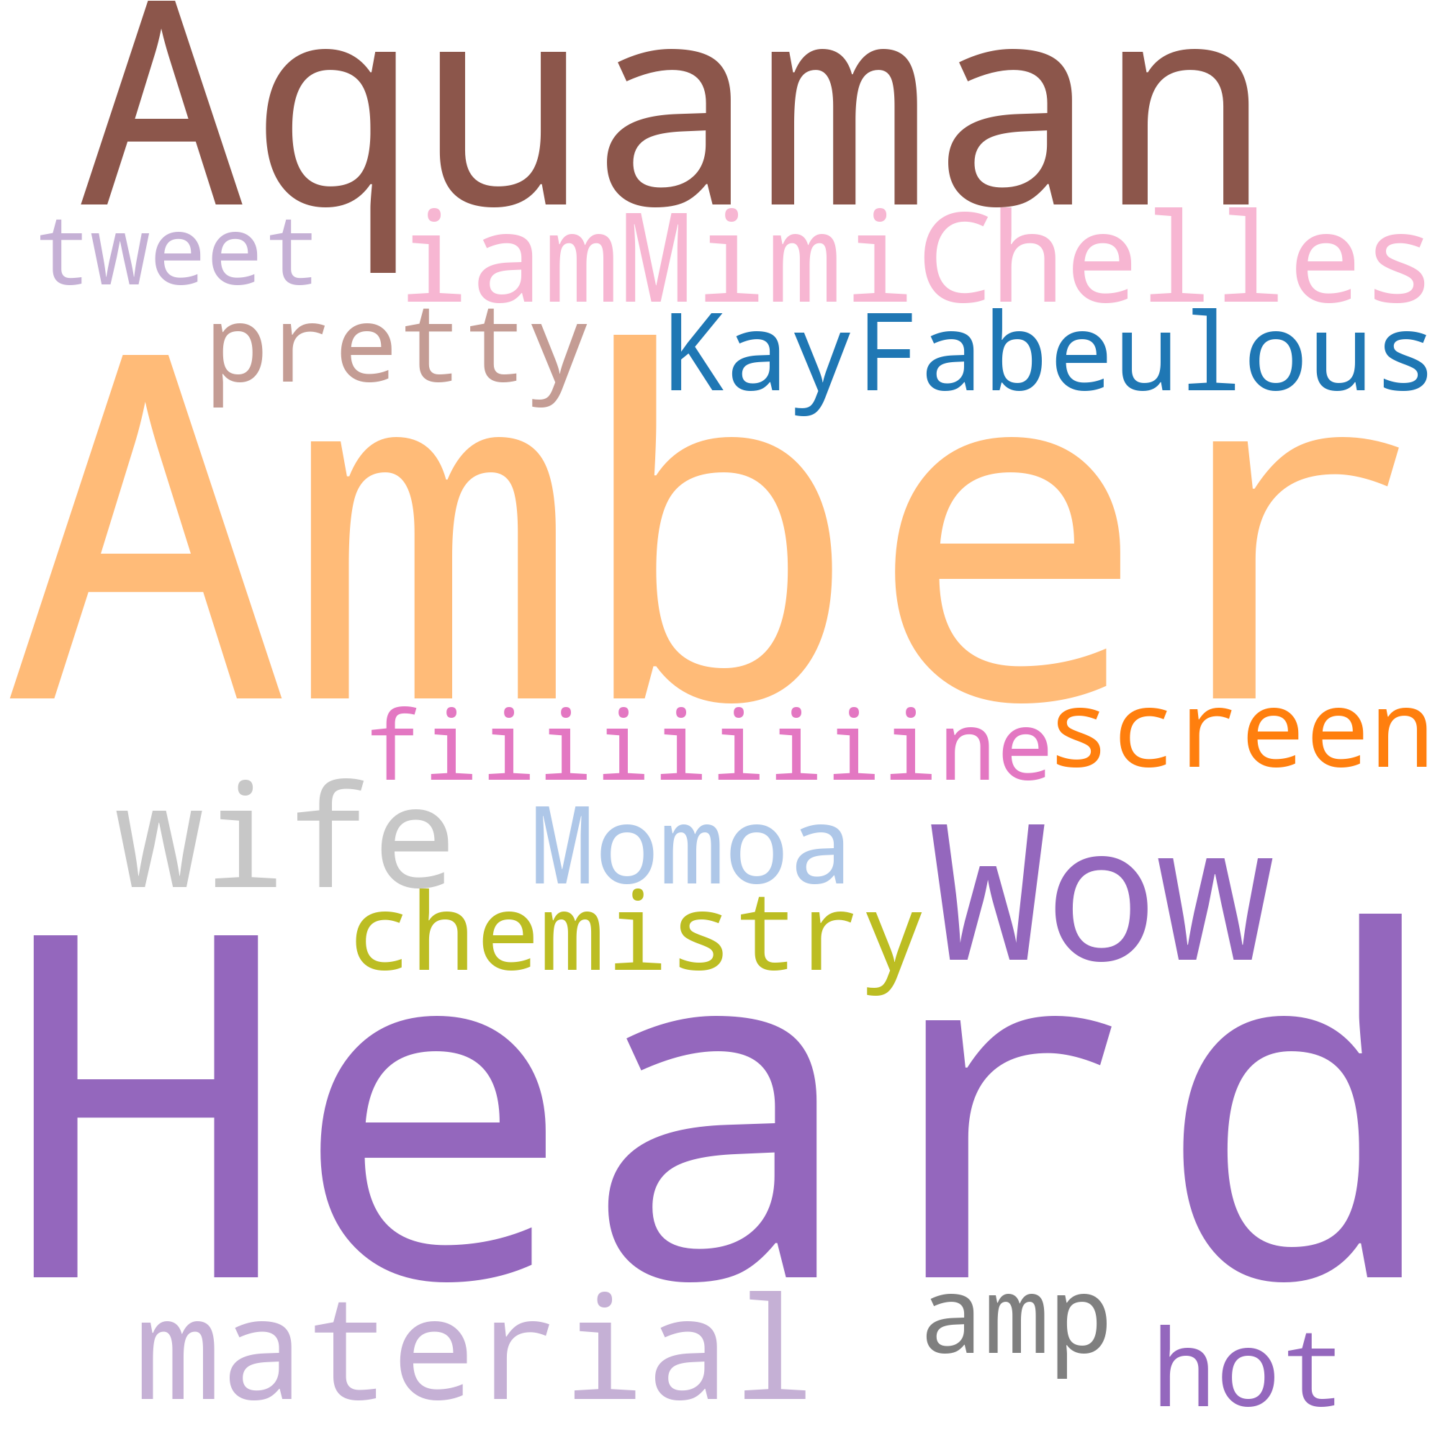 Aquaman
tweet iamMimiChelles
pretty KayFabeulous
Amber
fiiiiiiiiine screen
wife Momoa Wow
chemistry
Heard
material amp hot